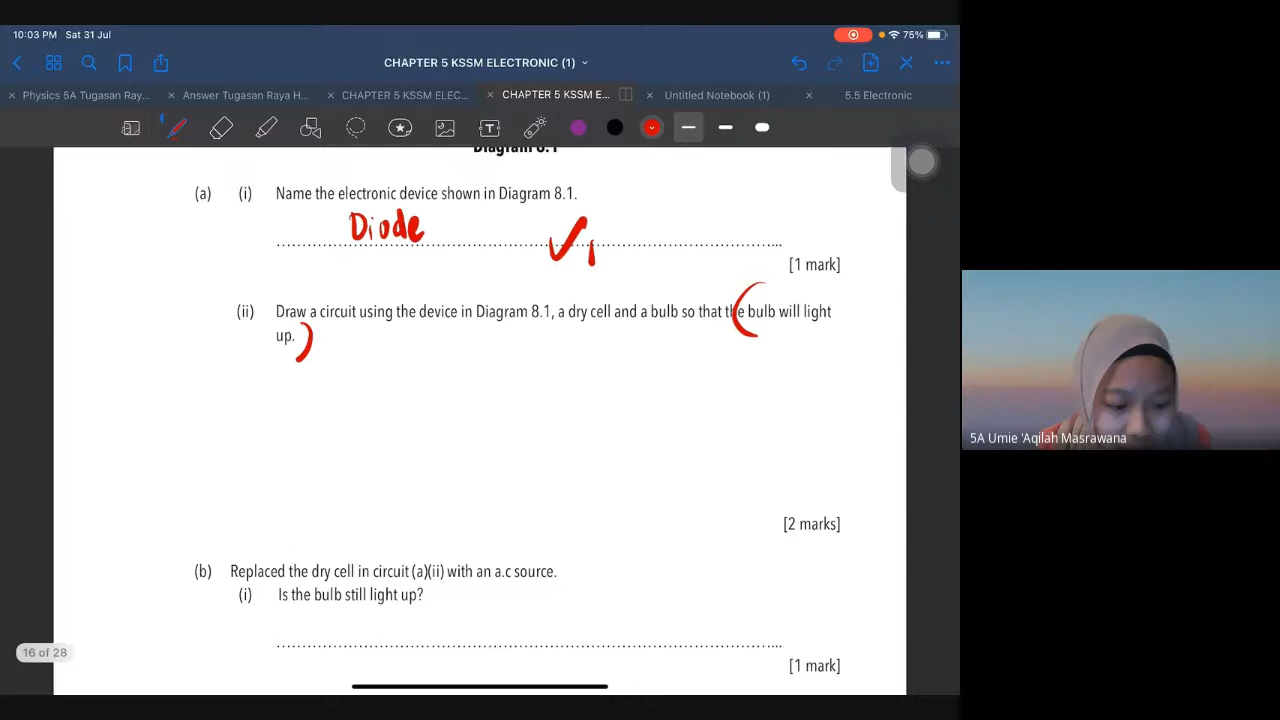 10:03 PM Sat 31 Jul
75%
CHAPTER 5 KSSM ELECTRONIC (1)
Physics 5A Tugasan Ray...
Answer Tugasan Raya H...
CHAPTER 5 KSSM ELEC...
CHAPTER 5 KSSM E...
Untitled Notebook (1)
5.5 Electronic
Diagram 8.1
(a) (i) Name the electronic device shown in Diagram 8.1.
Diode
1
[1 mark]
(ii) Draw a circuit using the device in Diagram 8.1, a dry cell and a bulb so that the bulb will light
up.
[2 marks]
(b) Replaced the dry cell in circuit (a)(ii) with an a.c source.
(i) Is the bulb still light up?
[1 mark]
16 of 28
5A Umie 'Aqilah Masrawana